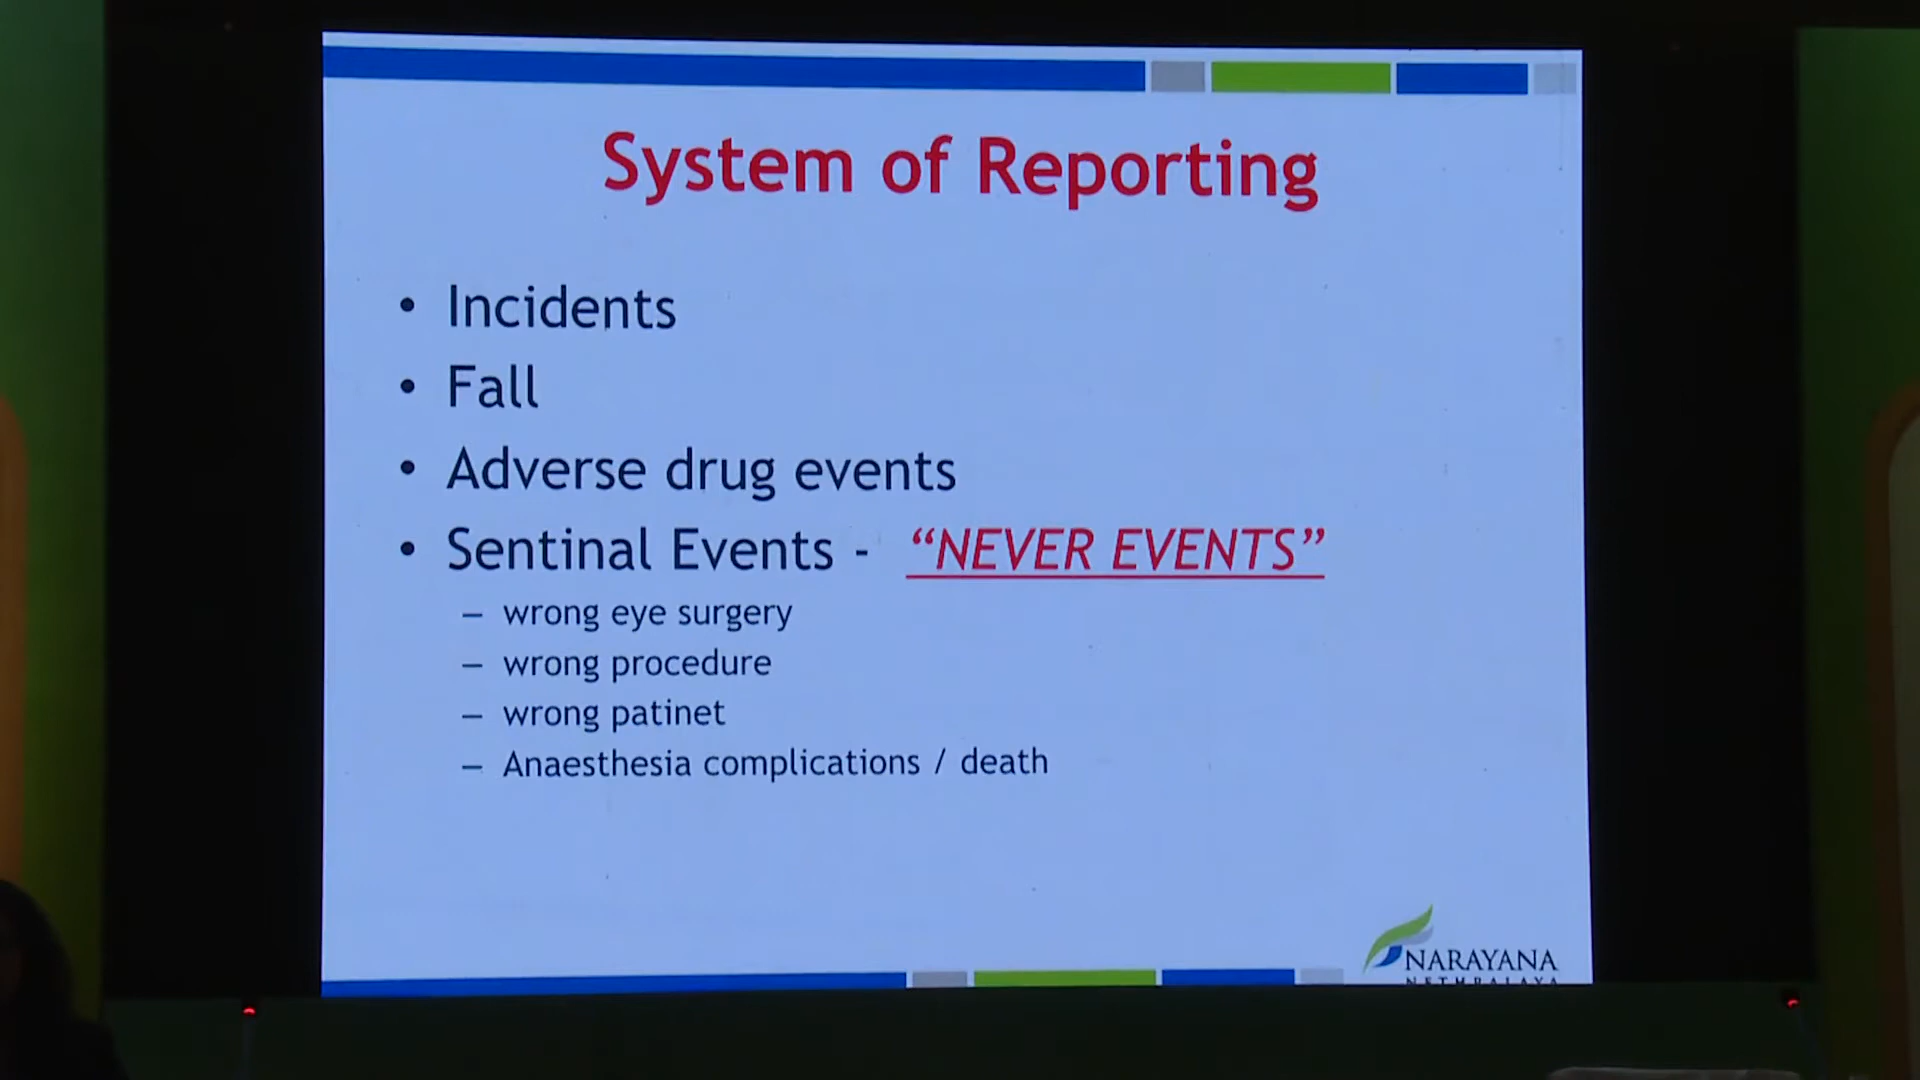 System of Reporting
• Incidents
• Fall
• Adverse drug events
• Sentinal Events - “NEVER EVENTS”
– wrong eye surgery
– wrong procedure
– wrong patinet
– Anaesthesia complications / death
NARAYANA
NETHRALAYA